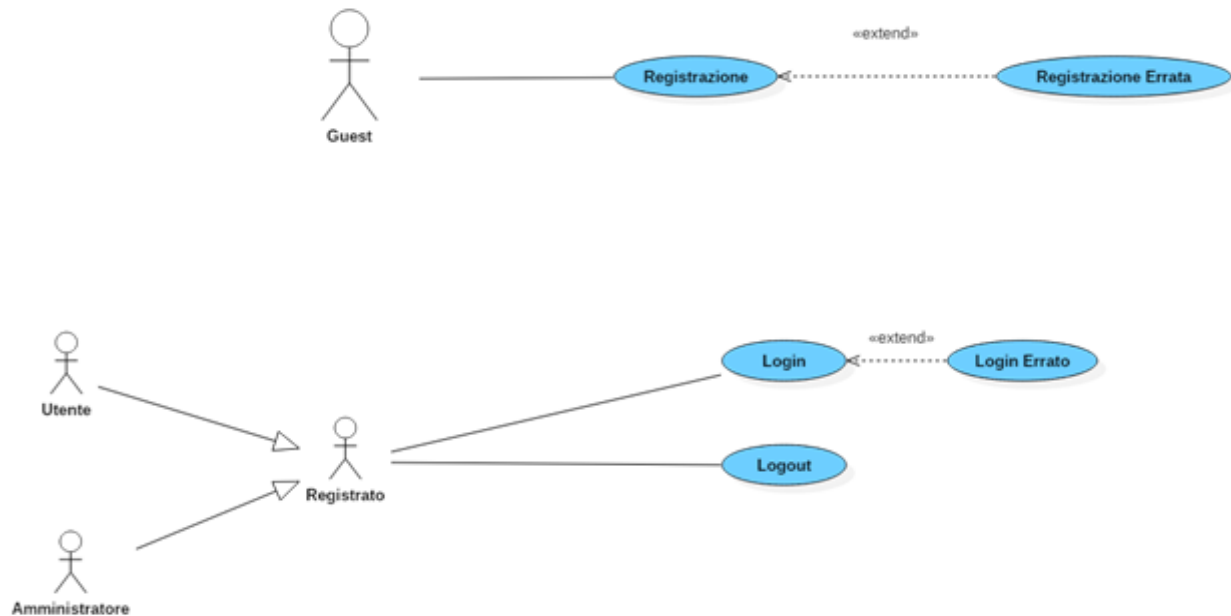 «extend»
Registrazione
Registrazione Errata
Guest
«extend»
Login
Login Errato
Utente
Logout
Registrato
Amministratore